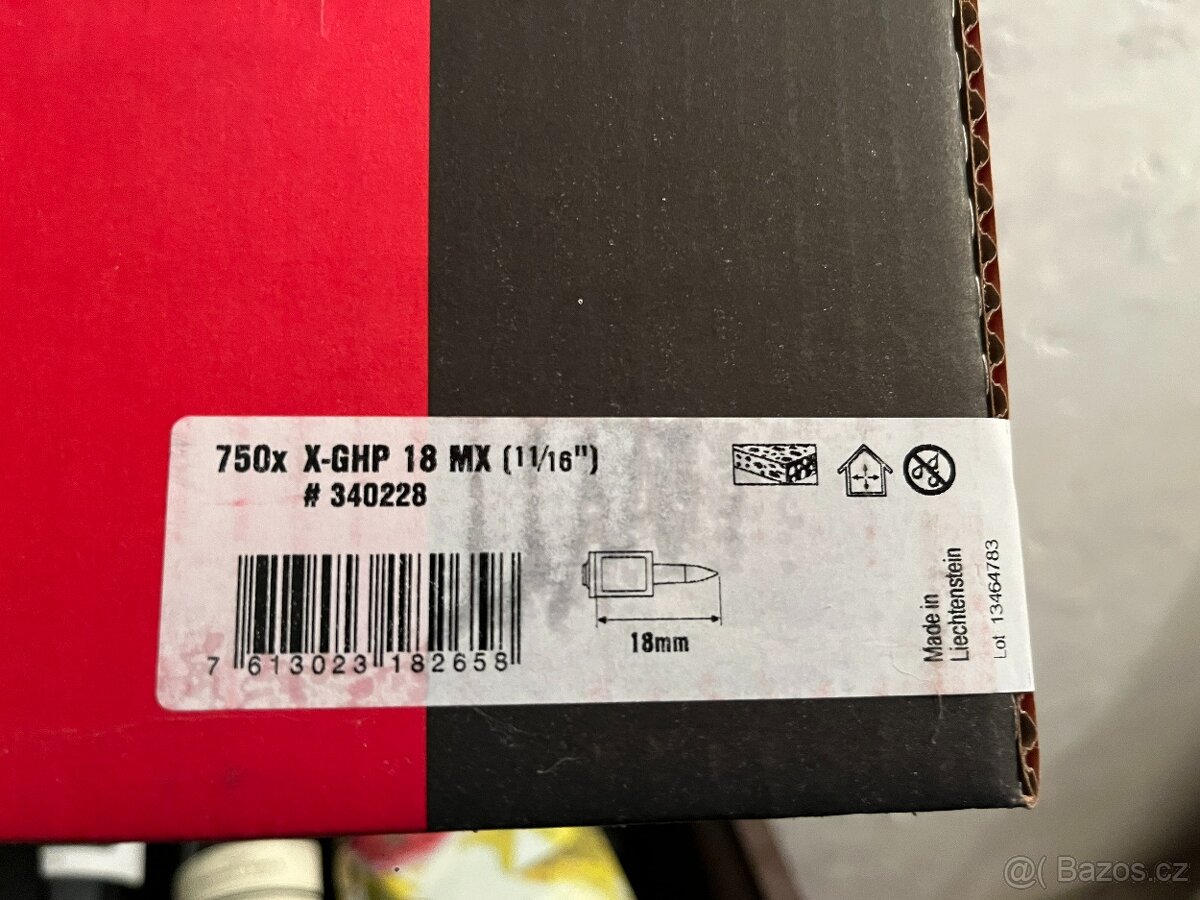 750x X-GHP 18 MX (11/16")
# 340228
7 613023 182658
18mm
Made in
Liechtenstein
Lot 13464783
@( Bazos.cz